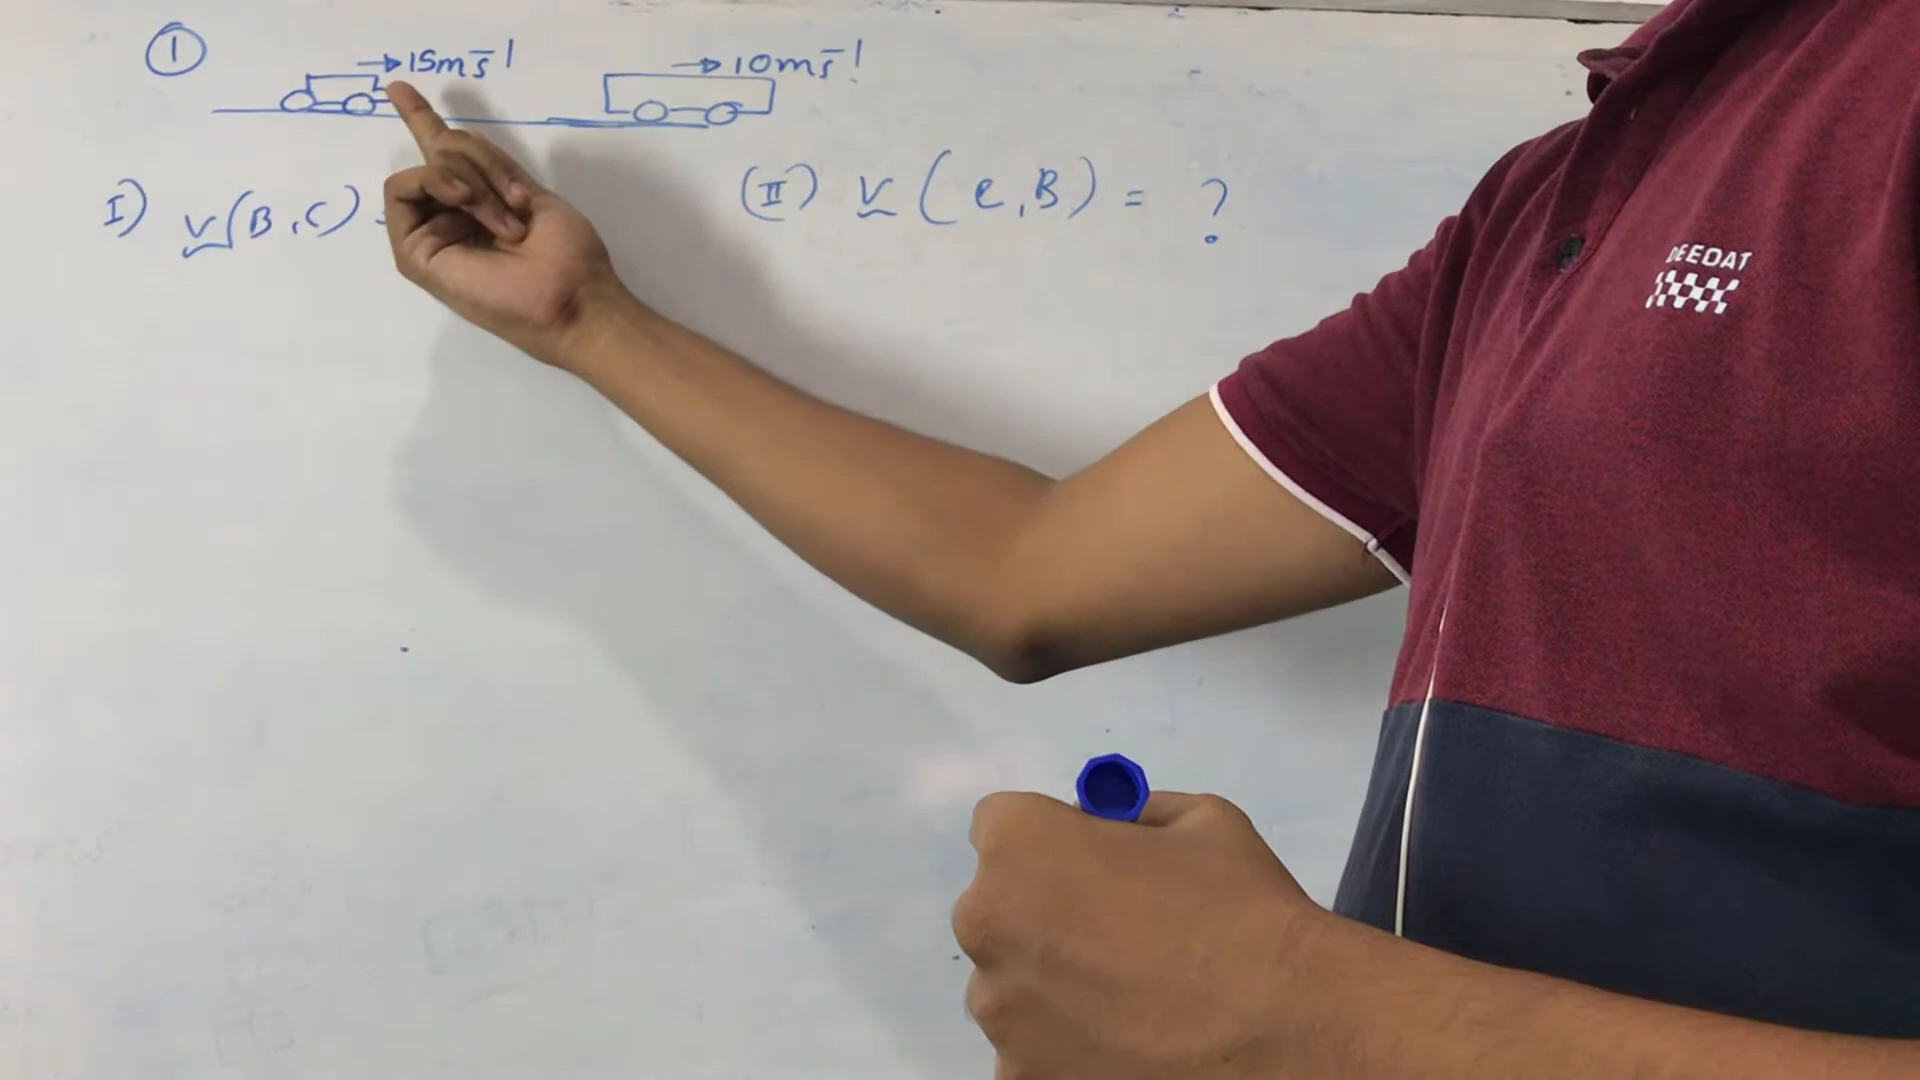 ① →15ms⁻¹ →10ms⁻¹
I) v(B,C) =
(II) v(C,B) = ?
DEEDAT